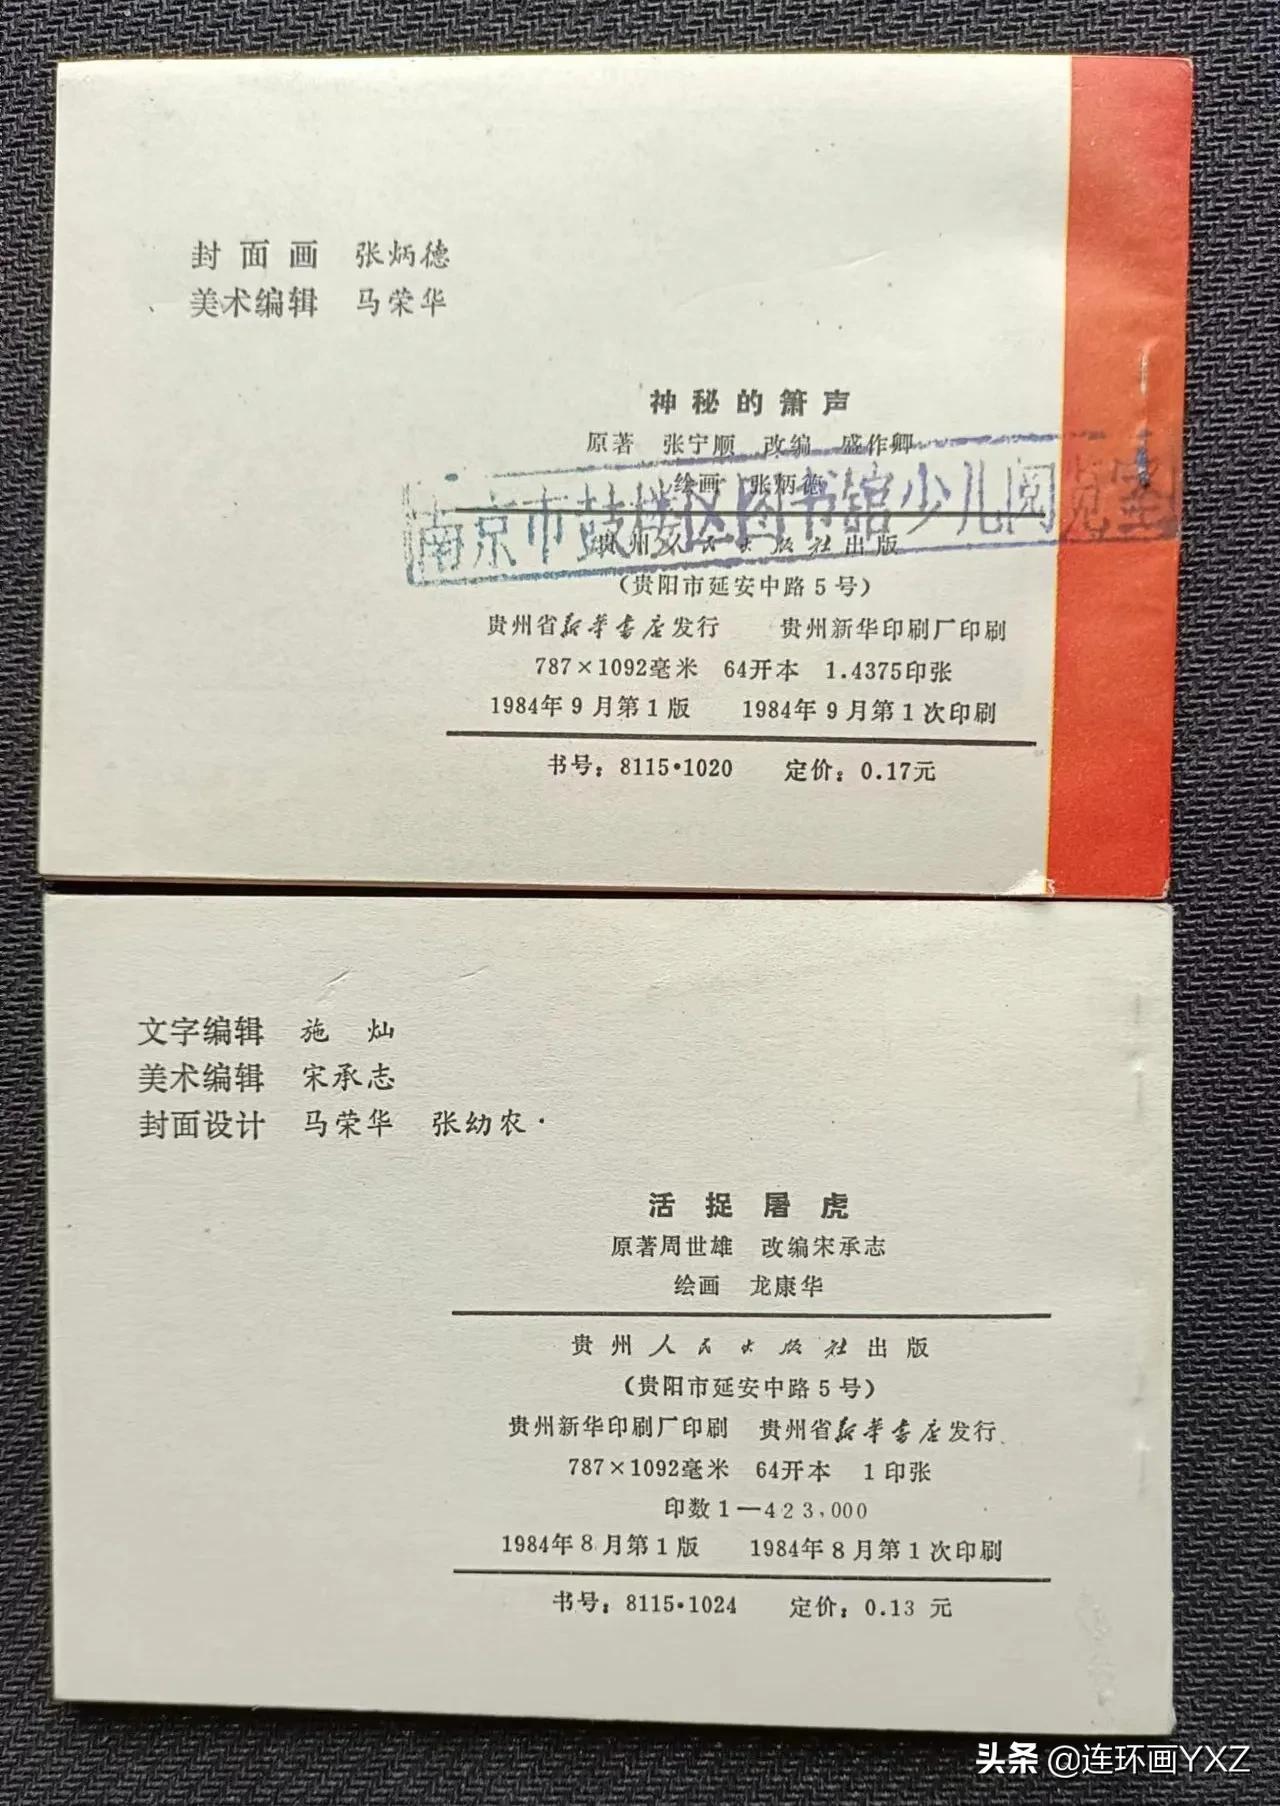 封面画 张炳德
美术编辑 马荣华
神秘的箫声
原著 张宁顺 改编 盛作卿
绘画 张炳德
南京市鼓楼区图书馆少儿阅览室
贵州人民出版社出版
（贵阳市延安中路5号）
贵州省新华书店发行 贵州新华印刷厂印刷
787×1092毫米 64开本 1.4375印张
1984年9月第1版 1984年9月第1次印刷
书号：8115·1020 定价：0.17元
文字编辑 施灿
美术编辑 宋承志
封面设计 马荣华 张幼农
活捉屠虎
原著周世雄 改编宋承志
绘画 龙康华
贵州人民出版社出版
（贵阳市延安中路5号）
贵州新华印刷厂印刷 贵州省新华书店发行
787×1092毫米 64开本 1印张
印数1—423,000
1984年8月第1版 1984年8月第1次印刷
书号：8115·1024 定价：0.13元
头条 @连环画YXZ